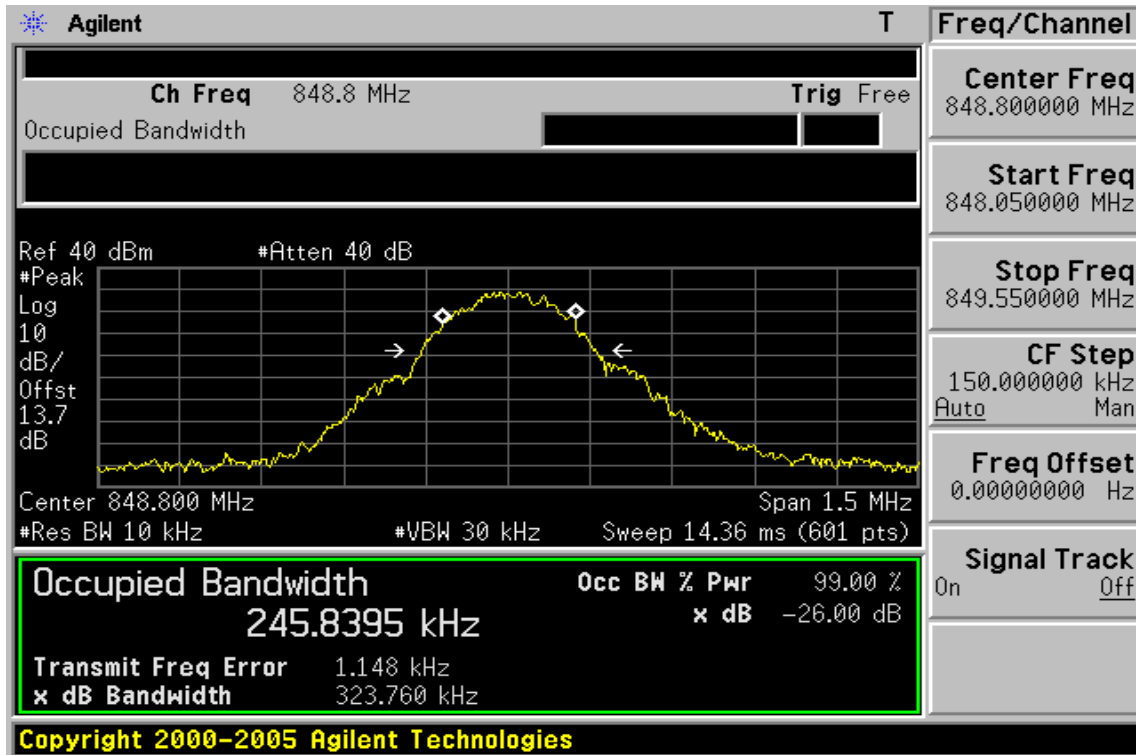 Agilent T
Ch Freq 848.8 MHz Trig Free
Occupied Bandwidth
Ref 40 dBm #Atten 40 dB
#Peak
Log
10
dB/
Offst
13.7
dB
Center 848.800 MHz Span 1.5 MHz
#Res BW 10 kHz #VBW 30 kHz Sweep 14.36 ms (601 pts)
Occupied Bandwidth
245.8395 kHz
Occ BW % Pwr 99.00 %
x dB -26.00 dB
Transmit Freq Error 1.148 kHz
x dB Bandwidth 323.760 kHz
Copyright 2000-2005 Agilent Technologies
Freq/Channel
Center Freq
848.800000 MHz
Start Freq
848.050000 MHz
Stop Freq
849.550000 MHz
CF Step
150.000000 kHz
Auto Man
Freq Offset
0.00000000 Hz
Signal Track
On Off